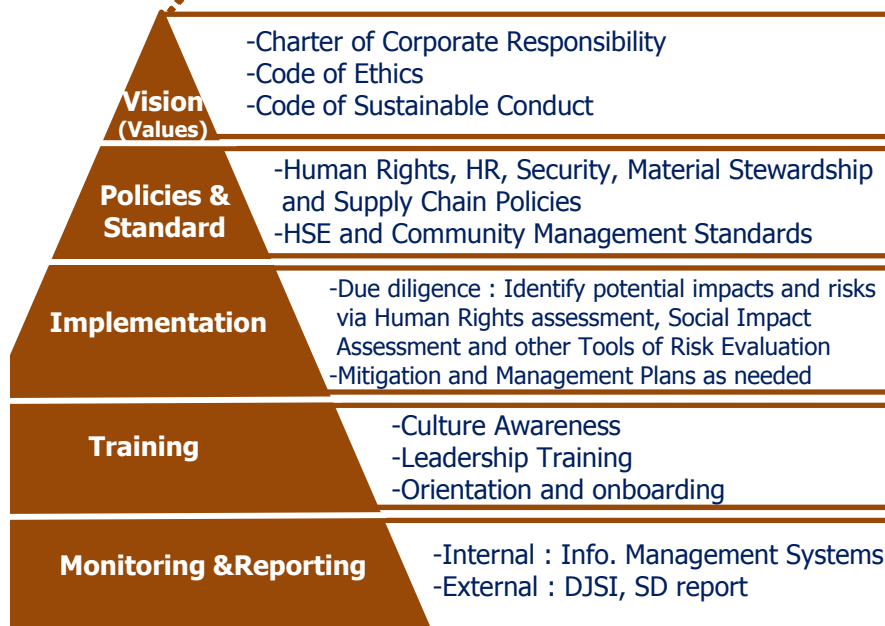 Vision
(Values)
-Charter of Corporate Responsibility
-Code of Ethics
-Code of Sustainable Conduct
Policies &
Standard
-Human Rights, HR, Security, Material Stewardship
and Supply Chain Policies
-HSE and Community Management Standards
Implementation
-Due diligence : Identify potential impacts and risks
via Human Rights assessment, Social Impact
Assessment and other Tools of Risk Evaluation
-Mitigation and Management Plans as needed
Training
-Culture Awareness
-Leadership Training
-Orientation and onboarding
Monitoring &Reporting
-Internal : Info. Management Systems
-External : DJSI, SD report